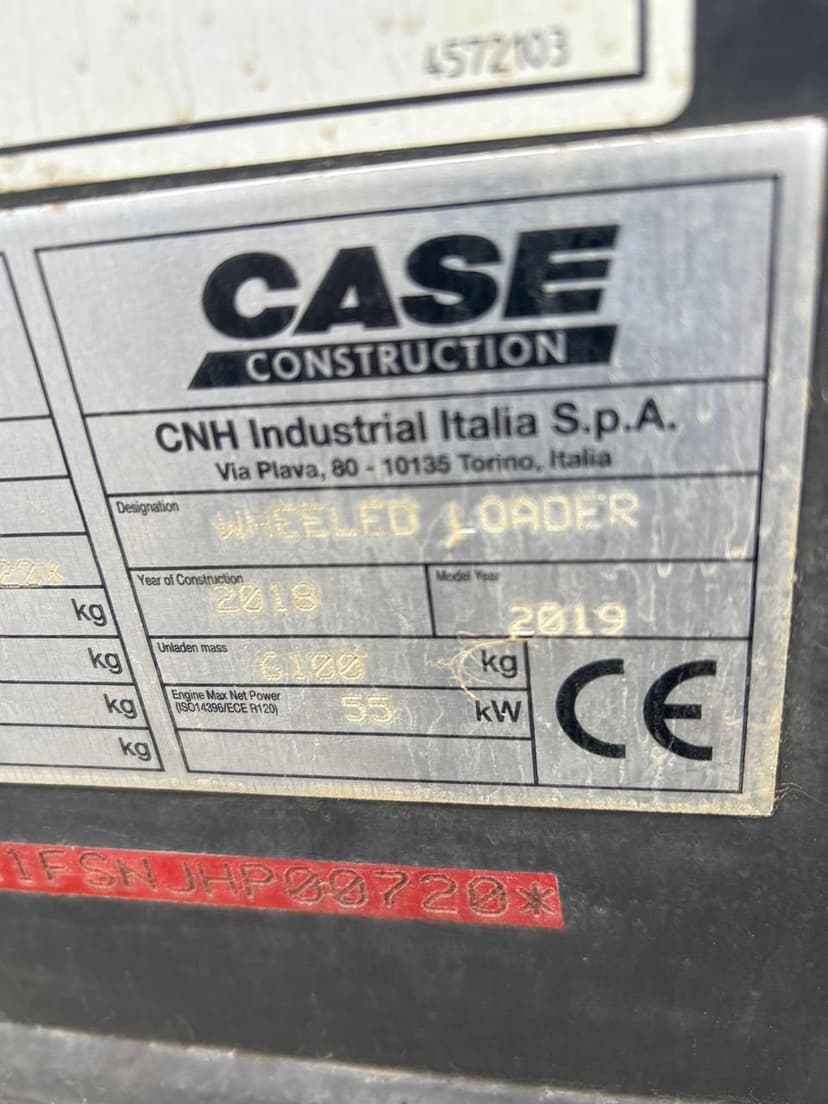 4572103
CASE
CONSTRUCTION
CNH Industrial Italia S.p.A.
Via Plava, 80 - 10135 Torino, Italia
Designation WHEELED LOADER
Year of Construction 2018 Model Year 2019
Unladen mass 6100 kg
Engine Max Net Power
(ISO14396/ECE R120) 55 kW
CE
20*
kg
kg
kg
kg
1FSNJHP00720*